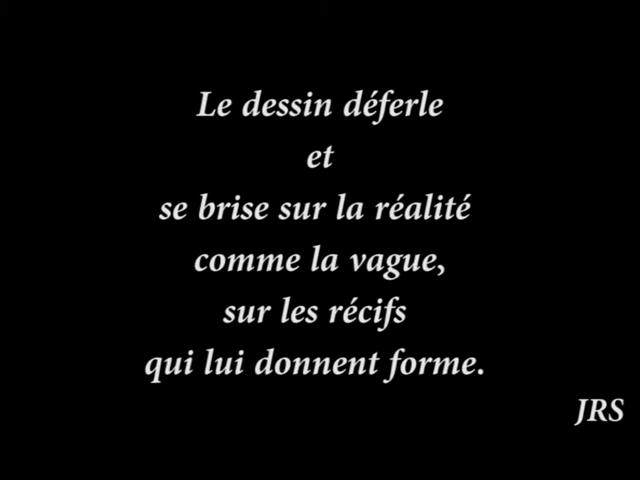 Le dessin déferle
et
se brise sur la réalité
comme la vague,
sur les récifs
qui lui donnent forme.
JRS